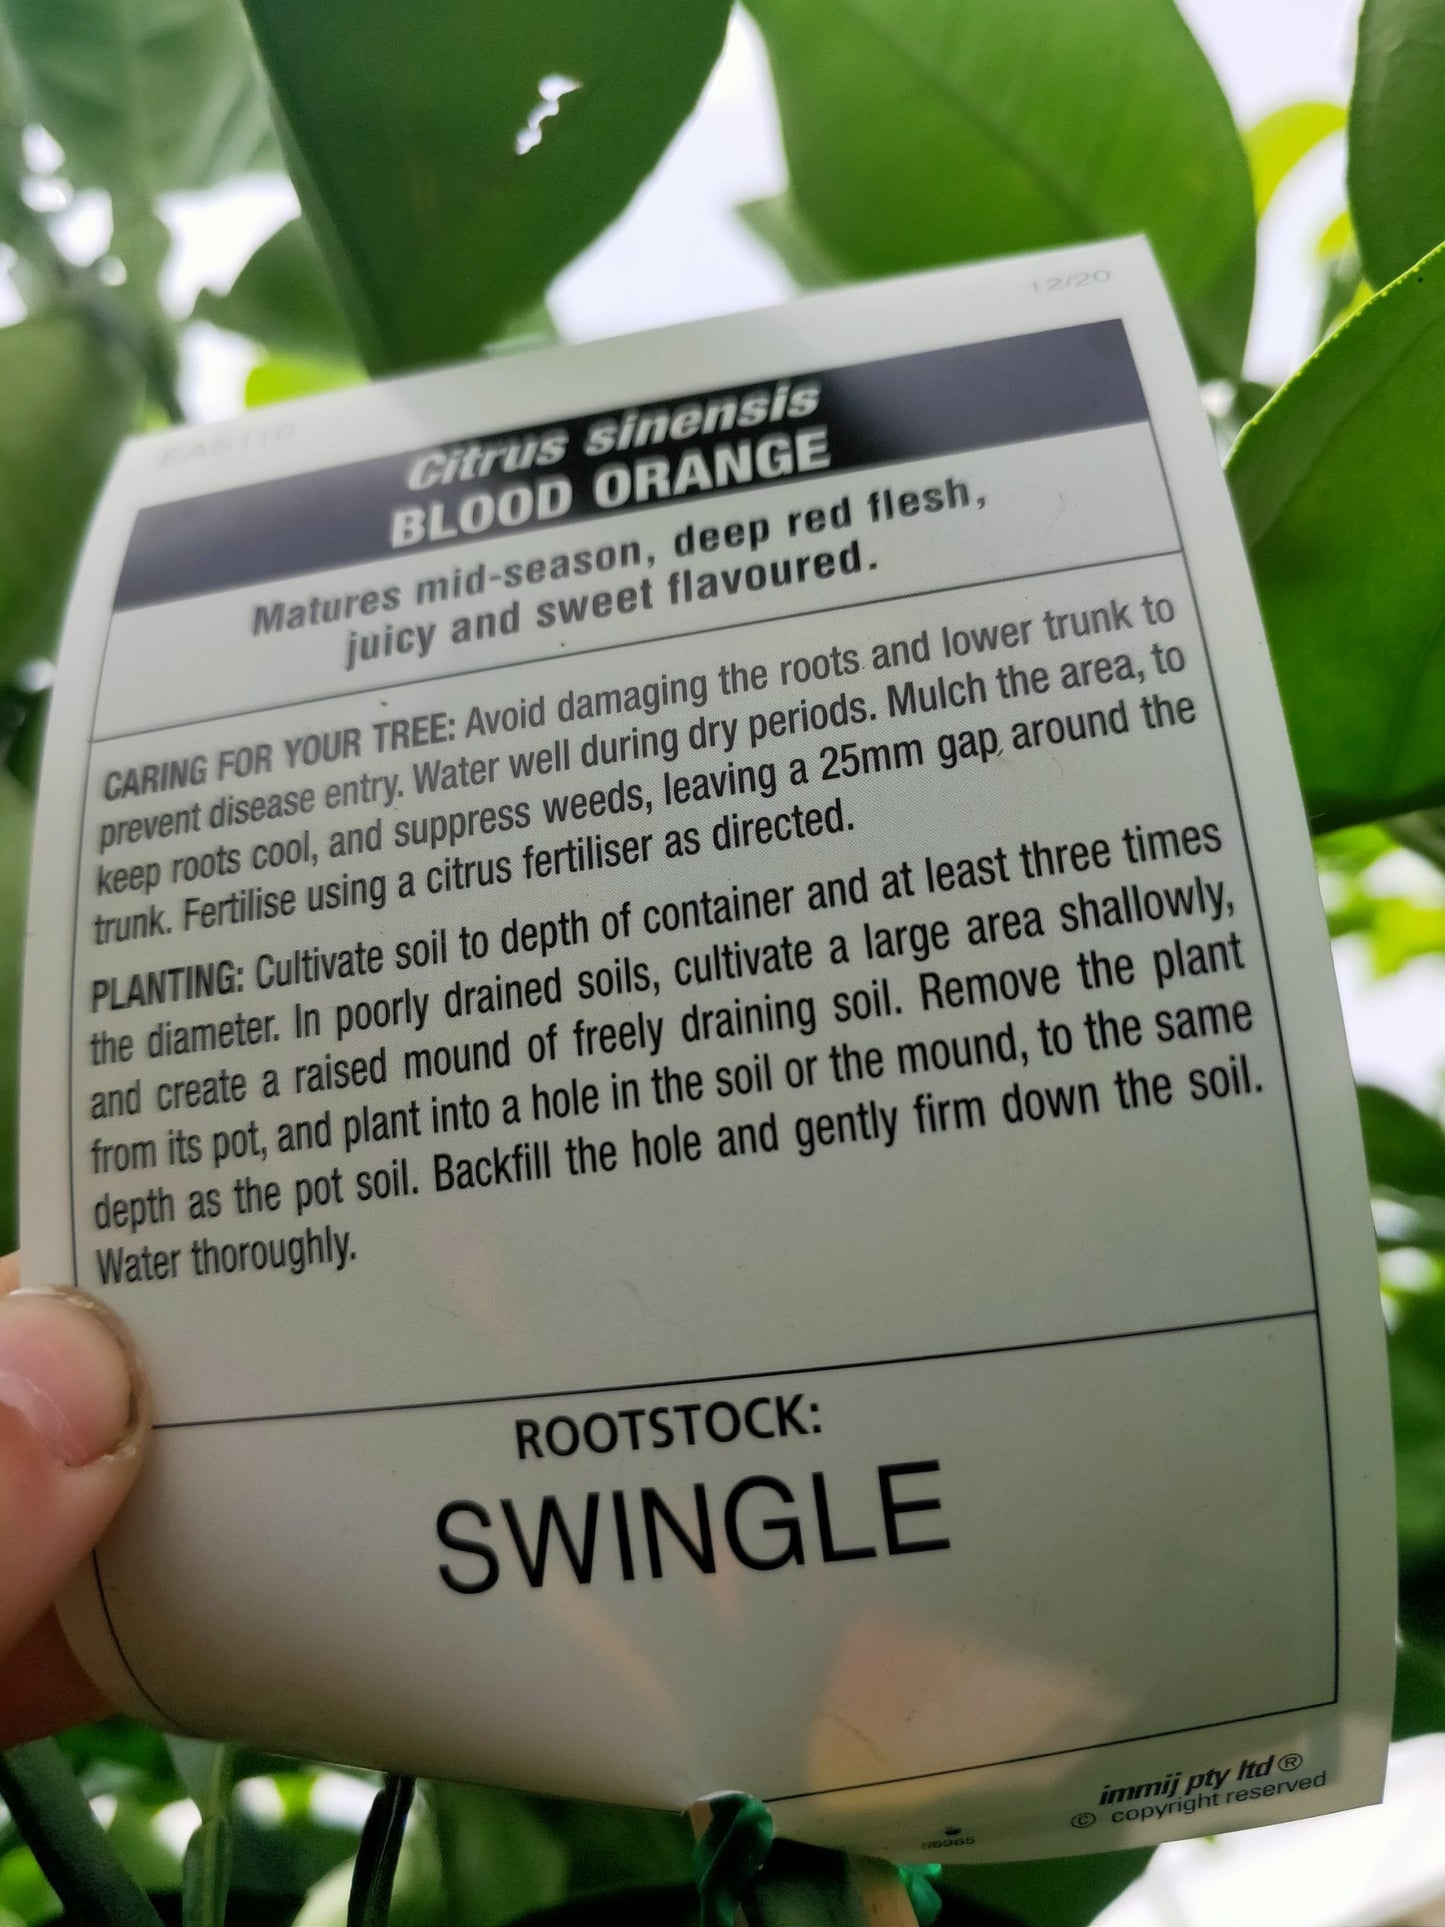 12/20
EAS110
Citrus sinensis
BLOOD ORANGE
Matures mid-season, deep red flesh,
juicy and sweet flavoured.
CARING FOR YOUR TREE: Avoid damaging the roots and lower trunk to
prevent disease entry. Water well during dry periods. Mulch the area, to
keep roots cool, and suppress weeds, leaving a 25mm gap around the
trunk. Fertilise using a citrus fertiliser as directed.
PLANTING: Cultivate soil to depth of container and at least three times
the diameter. In poorly drained soils, cultivate a large area shallowly,
and create a raised mound of freely draining soil. Remove the plant
from its pot, and plant into a hole in the soil or the mound, to the same
depth as the pot soil. Backfill the hole and gently firm down the soil.
Water thoroughly.
ROOTSTOCK:
SWINGLE
immij pty ltd ®
© copyright reserved